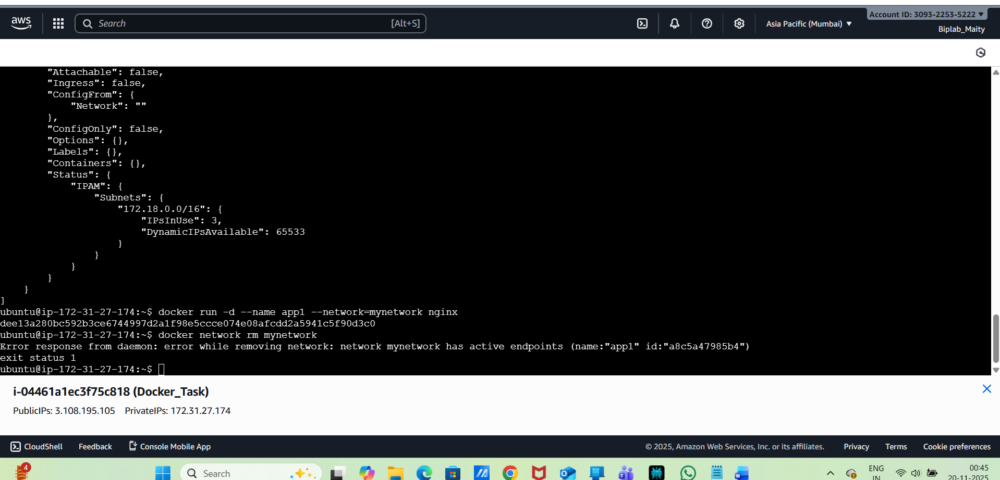 aws
Search
[Alt+S]
Asia Pacific (Mumbai) ▼
Account ID: 3093-2253-5222 ▼
Biplab_Maity
"Attachable": false,
"Ingress": false,
"ConfigFrom": {
"Network": ""
},
"ConfigOnly": false,
"Options": {},
"Labels": {},
"Containers": {},
"Status": {
"IPAM": {
"Subnets": {
"172.18.0.0/16": {
"IPsInUse": 3,
"DynamicIPsAvailable": 65533
}
}
}
}
}
]
ubuntu@ip-172-31-27-174:~$ docker run -d --name app1 --network=mynetwork nginx
dee13a280bc592b3ce6744997d2a1f98e5ccce074e08afcdd2a5941c5f90d3c0
ubuntu@ip-172-31-27-174:~$ docker network rm mynetwork
Error response from daemon: error while removing network: network mynetwork has active endpoints (name:"app1" id:"a8c5a47985b4")
exit status 1
ubuntu@ip-172-31-27-174:~$
i-04461a1ec3f75c818 (Docker_Task)
PublicIPs: 3.108.195.105 PrivateIPs: 172.31.27.174
CloudShell Feedback Console Mobile App
© 2025, Amazon Web Services, Inc. or its affiliates. Privacy Terms Cookie preferences
4
Search
ENG
IN
00:45
20-11-2025